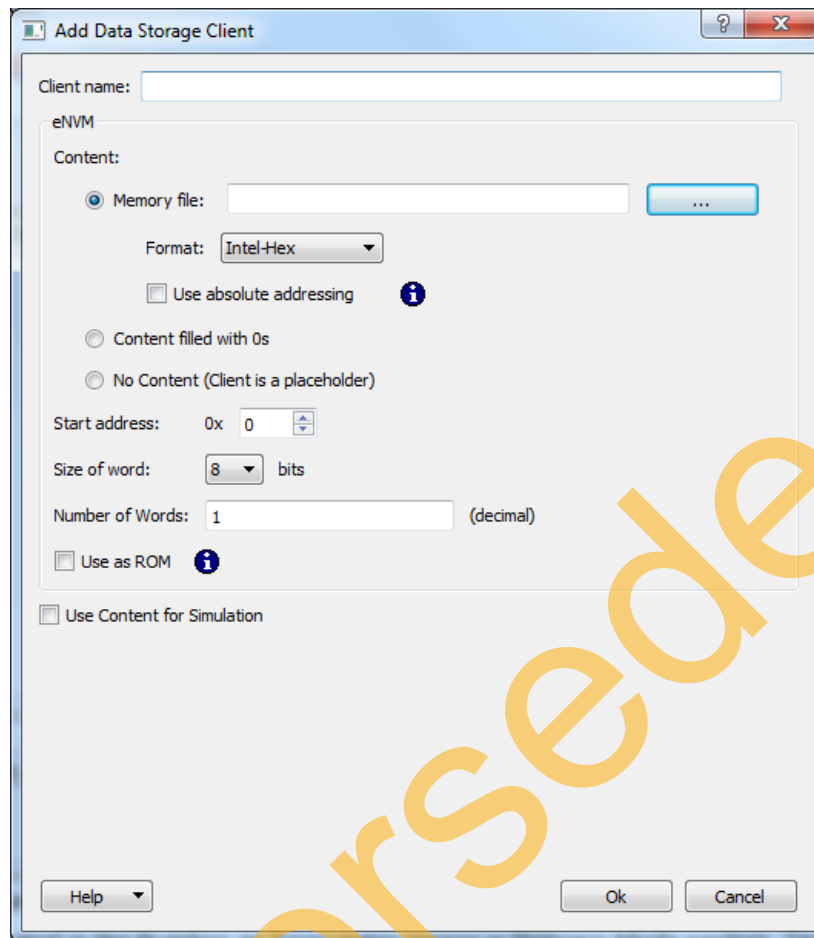 Add Data Storage Client
Client name:
eNVM
Content:
Memory file:
...
Format: Intel-Hex
Use absolute addressing
Content filled with 0s
No Content (Client is a placeholder)
Start address: 0x 0
Size of word: 8 bits
Number of Words: 1 (decimal)
Use as ROM
Use Content for Simulation
Help Ok Cancel